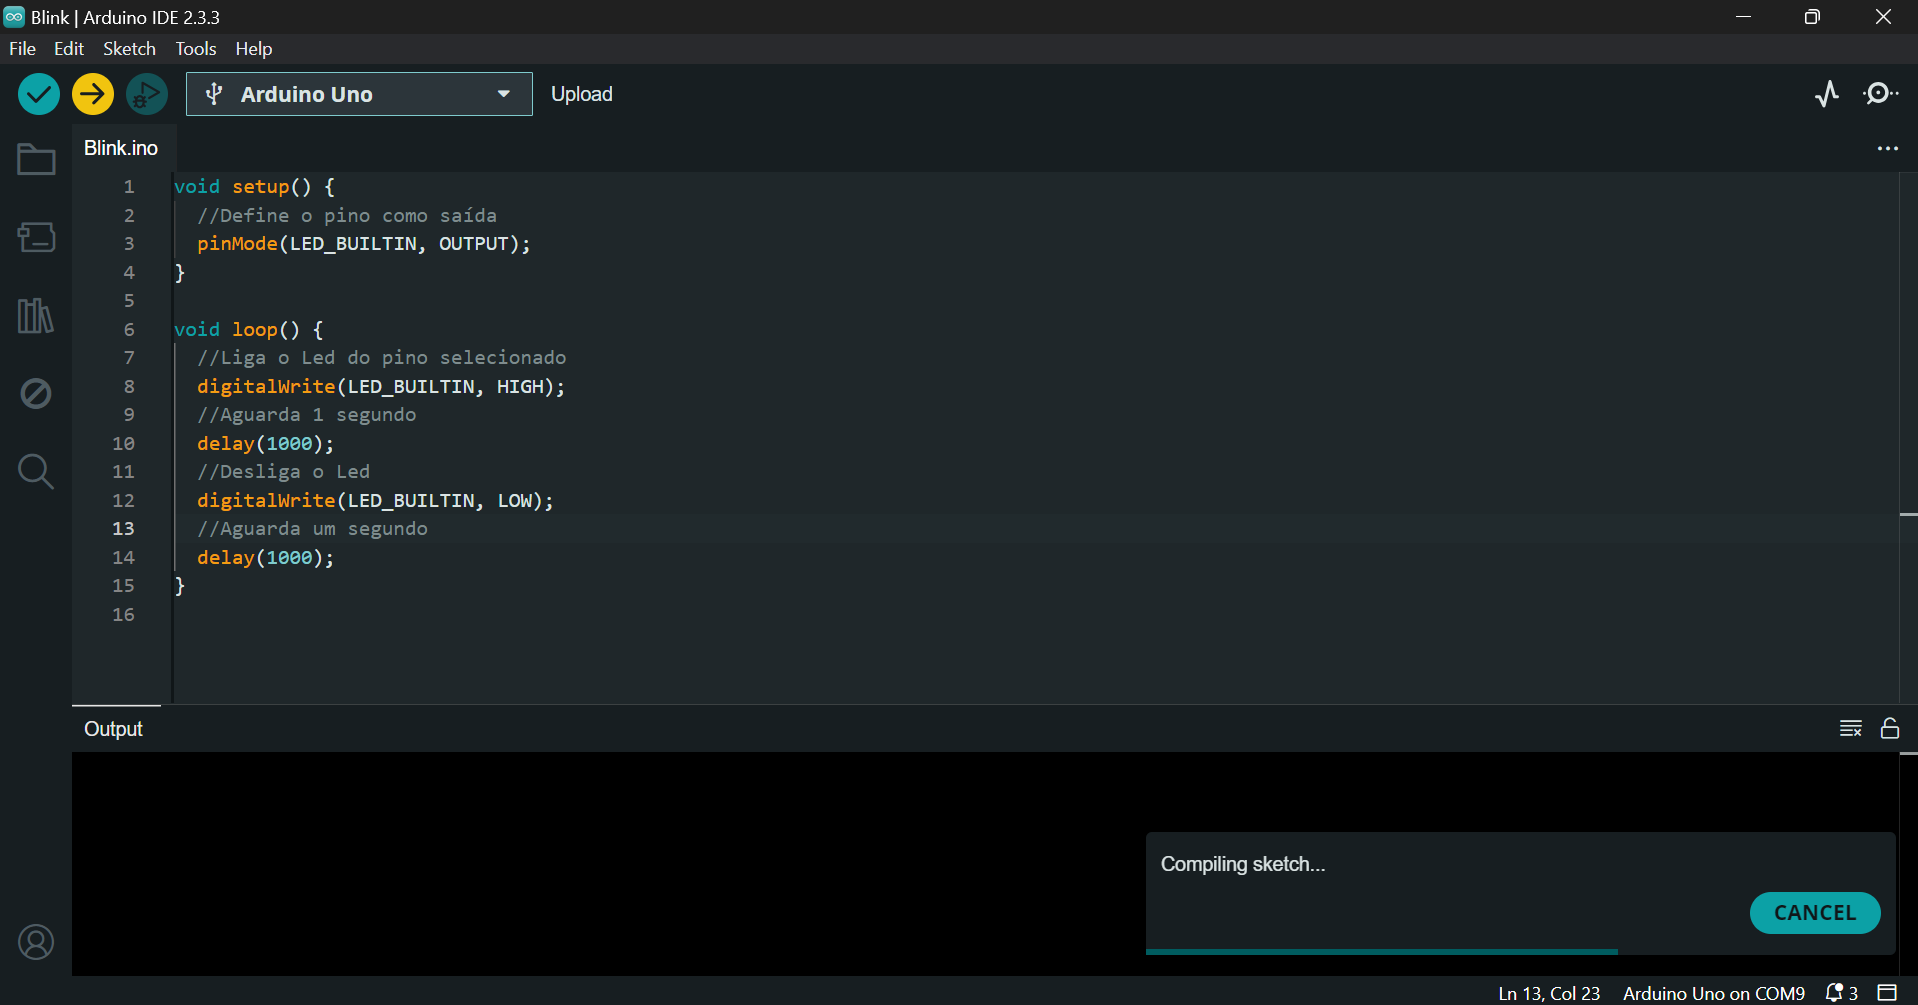 Blink | Arduino IDE 2.3.3
File Edit Sketch Tools Help
Arduino Uno Upload
Blink.ino
1 void setup() {
2 //Define o pino como saída
3 pinMode(LED_BUILTIN, OUTPUT);
4 }
5
6 void loop() {
7 //Liga o Led do pino selecionado
8 digitalWrite(LED_BUILTIN, HIGH);
9 //Aguarda 1 segundo
10 delay(1000);
11 //Desliga o Led
12 digitalWrite(LED_BUILTIN, LOW);
13 //Aguarda um segundo
14 delay(1000);
15 }
16
Output
Compiling sketch...
CANCEL
Ln 13, Col 23 Arduino Uno on COM9 3